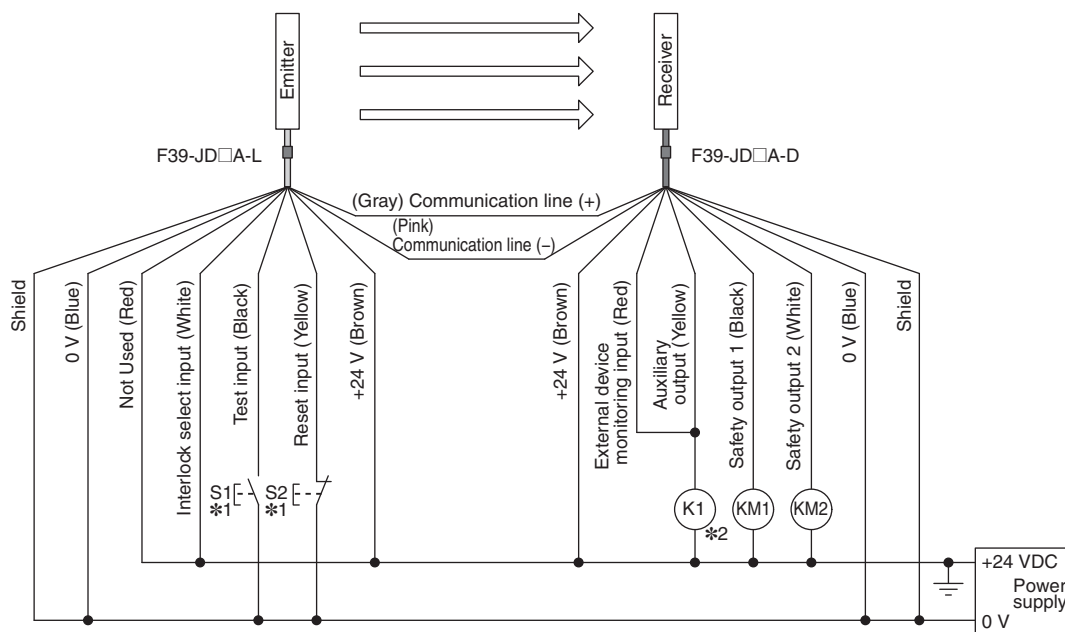 Emitter
Receiver
F39-JD□A-L
F39-JD□A-D
(Gray) Communication line (+)
(Pink)
Communication line (–)
Shield
0 V (Blue)
Not Used (Red)
Interlock select input (White)
Test input (Black)
Reset input (Yellow)
+24 V (Brown)
+24 V (Brown)
External device
monitoring input (Red)
Auxiliary
output (Yellow)
Safety output 1 (Black)
Safety output 2 (White)
0 V (Blue)
Shield
S1
*1
S2
*1
K1
*2
KM1
KM2
+24 VDC
Power
supply
0 V